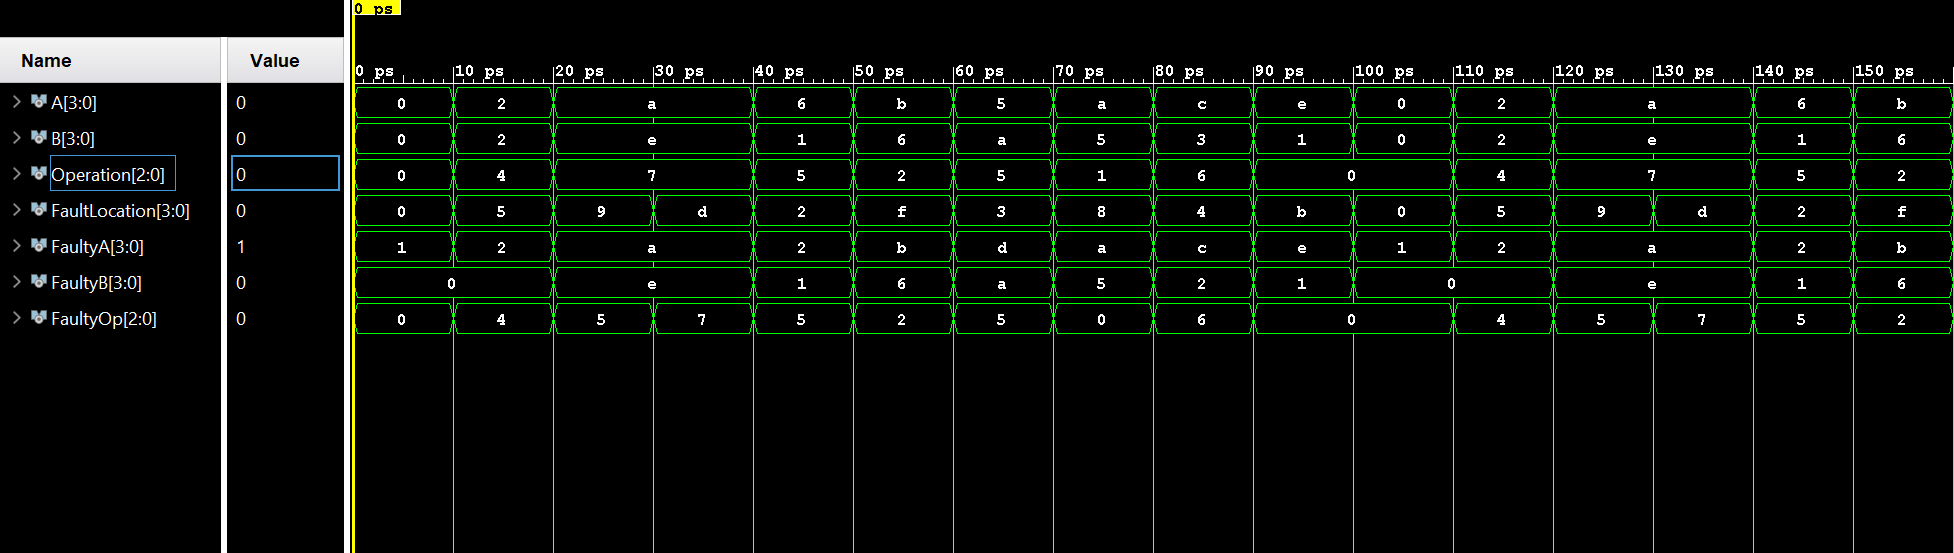 0 ps
Name Value
0 ps 10 ps 20 ps 30 ps 40 ps 50 ps 60 ps 70 ps 80 ps 90 ps 100 ps 110 ps 120 ps 130 ps 140 ps 150 ps
A[3:0] 0 0 2 a 6 b 5 a c e 0 2 a 6 b
B[3:0] 0 0 2 e 1 6 a 5 3 1 0 2 e 1 6
Operation[2:0] 0 0 4 7 5 2 5 1 6 0 4 7 5 2
FaultLocation[3:0] 0 0 5 9 d 2 f 3 8 4 b 0 5 9 d 2 f
FaultyA[3:0] 1 1 2 a 2 b d a c e 1 2 a 2 b
FaultyB[3:0] 0 0 e 1 6 a 5 2 1 0 e 1 6
FaultyOp[2:0] 0 0 4 5 7 5 2 5 0 6 0 4 5 7 5 2